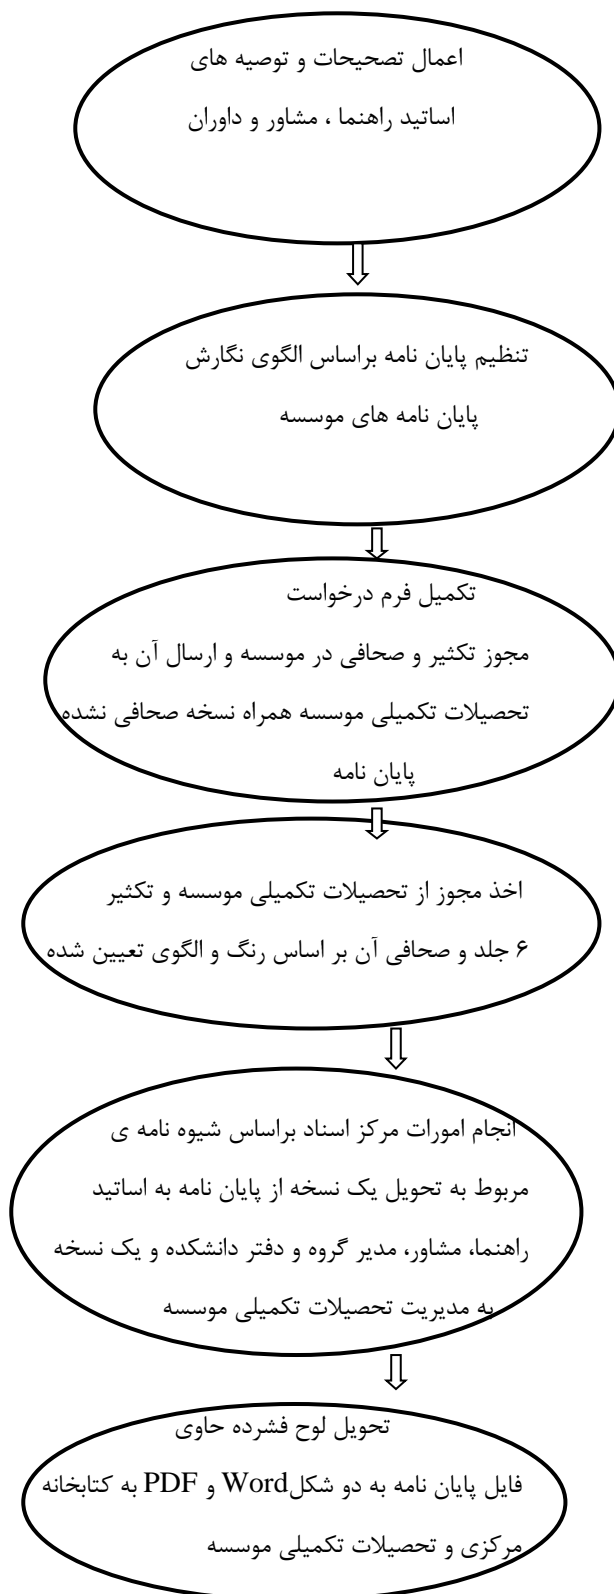 اعمال تصحیحات و توصیه های
اساتید راهنما ، مشاور و داوران
تنظیم پایان نامه براساس الگوی نگارش
پایان نامه های موسسه
تکمیل فرم درخواست
مجوز تکثیر و صحافی در موسسه و ارسال آن به
تحصیلات تکمیلی موسسه همراه نسخه صحافی نشده
پایان نامه
اخذ مجوز از تحصیلات تکمیلی موسسه و تکثیر
۶ جلد و صحافی آن بر اساس رنگ و الگوی تعیین شده
انجام امورات مرکز اسناد براساس شیوه نامه ی
مربوط به تحویل یک نسخه از پایان نامه به اساتید
راهنما، مشاور، مدیر گروه و دفتر دانشکده و یک نسخه
به مدیریت تحصیلات تکمیلی موسسه
تحویل لوح فشرده حاوی
فایل پایان نامه به دو شکلWord و PDF به کتابخانه
مرکزی و تحصیلات تکمیلی موسسه